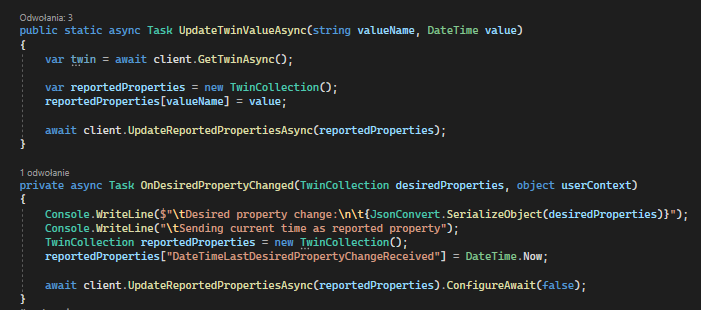 Odwołania: 3
public static async Task UpdateTwinValueAsync(string valueName, DateTime value)
{
var twin = await client.GetTwinAsync();
var reportedProperties = new TwinCollection();
reportedProperties[valueName] = value;
await client.UpdateReportedPropertiesAsync(reportedProperties);
}
1 odwołanie
private async Task OnDesiredPropertyChanged(TwinCollection desiredProperties, object userContext)
{
Console.WriteLine($"\tDesired property change:\n\t{JsonConvert.SerializeObject(desiredProperties)}");
Console.WriteLine("\tSending current time as reported property");
TwinCollection reportedProperties = new TwinCollection();
reportedProperties["DateTimeLastDesiredPropertyChangeReceived"] = DateTime.Now;
await client.UpdateReportedPropertiesAsync(reportedProperties).ConfigureAwait(false);
}